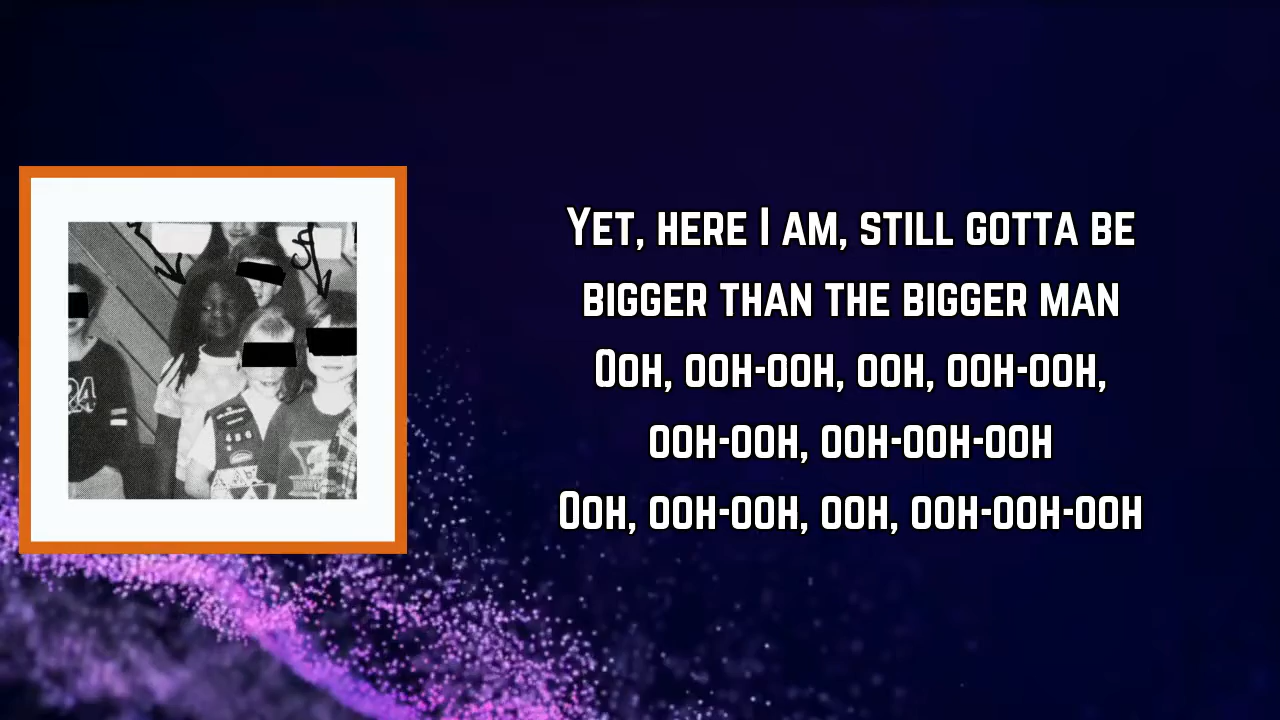 Yet, here I am, still gotta be
bigger than the bigger man
Ooh, ooh-ooh, ooh, ooh-ooh,
ooh-ooh, ooh-ooh-ooh
Ooh, ooh-ooh, ooh, ooh-ooh-ooh
24